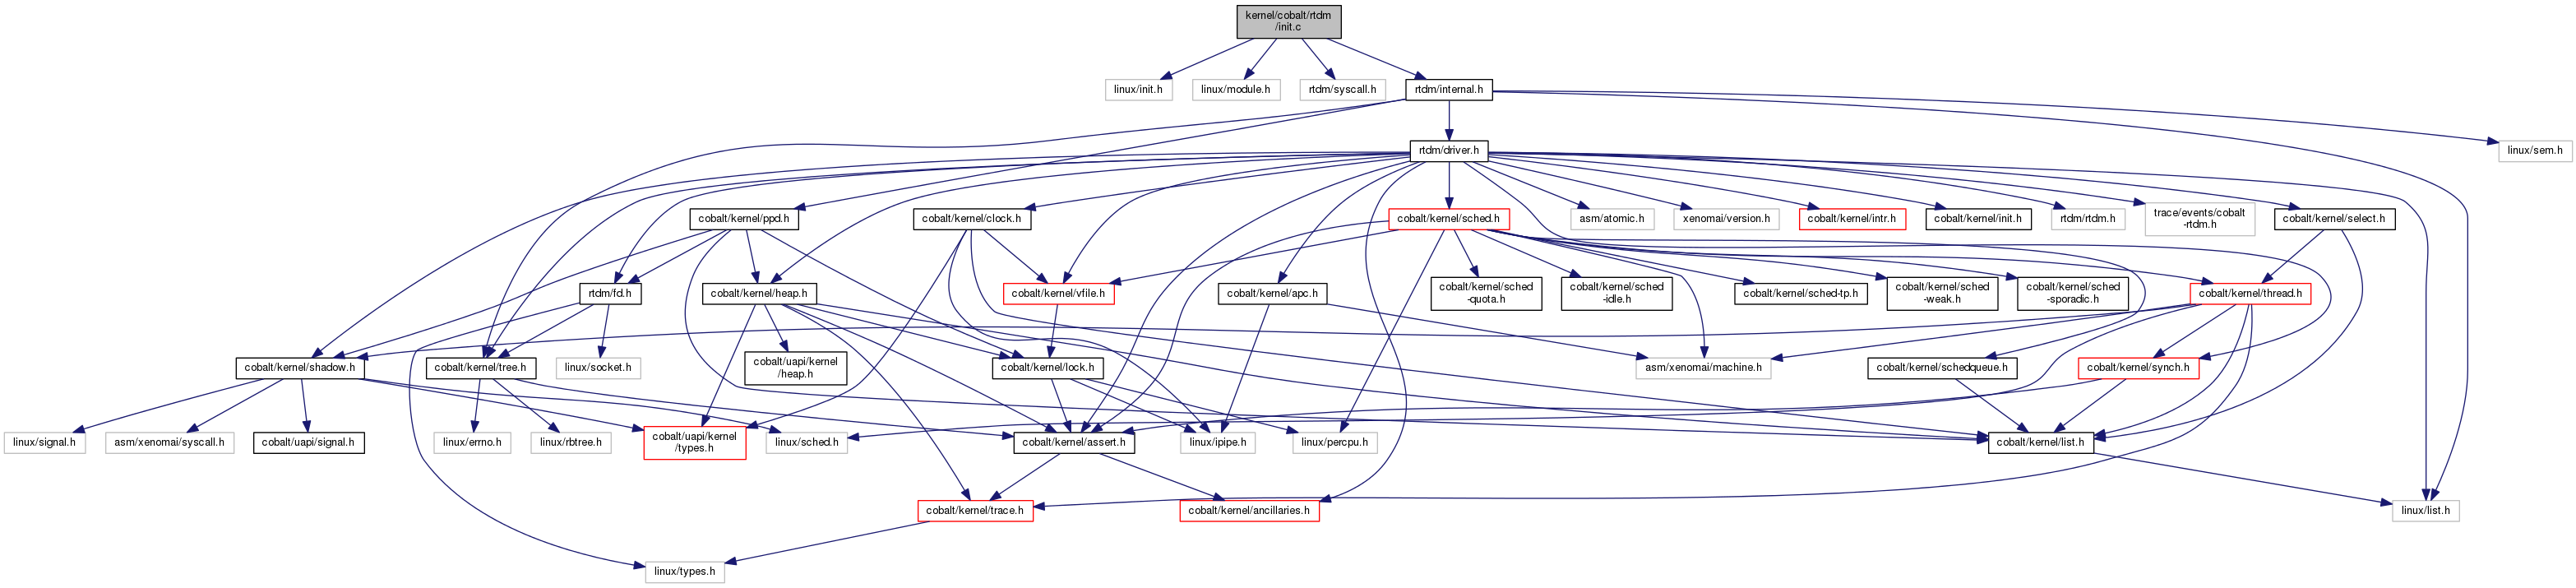 kernel/cobalt/rtdm
/init.c
linux/init.h
linux/module.h
rtdm/syscall.h
rtdm/internal.h
rtdm/driver.h
linux/sem.h
cobalt/kernel/ppd.h
cobalt/kernel/clock.h
cobalt/kernel/sched.h
asm/atomic.h
xenomai/version.h
cobalt/kernel/intr.h
cobalt/kernel/init.h
rtdm/rtdm.h
trace/events/cobalt
-rtdm.h
cobalt/kernel/select.h
rtdm/fd.h
cobalt/kernel/heap.h
cobalt/kernel/vfile.h
cobalt/kernel/apc.h
cobalt/kernel/sched
-quota.h
cobalt/kernel/sched
-idle.h
cobalt/kernel/sched-tp.h
cobalt/kernel/sched
-weak.h
cobalt/kernel/sched
-sporadic.h
cobalt/kernel/thread.h
cobalt/kernel/shadow.h
cobalt/kernel/tree.h
linux/socket.h
cobalt/uapi/kernel
/heap.h
cobalt/kernel/lock.h
asm/xenomai/machine.h
cobalt/kernel/schedqueue.h
cobalt/kernel/synch.h
linux/signal.h
asm/xenomai/syscall.h
cobalt/uapi/signal.h
linux/errno.h
linux/rbtree.h
cobalt/uapi/kernel
/types.h
linux/sched.h
cobalt/kernel/assert.h
linux/ipipe.h
linux/percpu.h
cobalt/kernel/list.h
cobalt/kernel/trace.h
cobalt/kernel/ancillaries.h
linux/list.h
linux/types.h